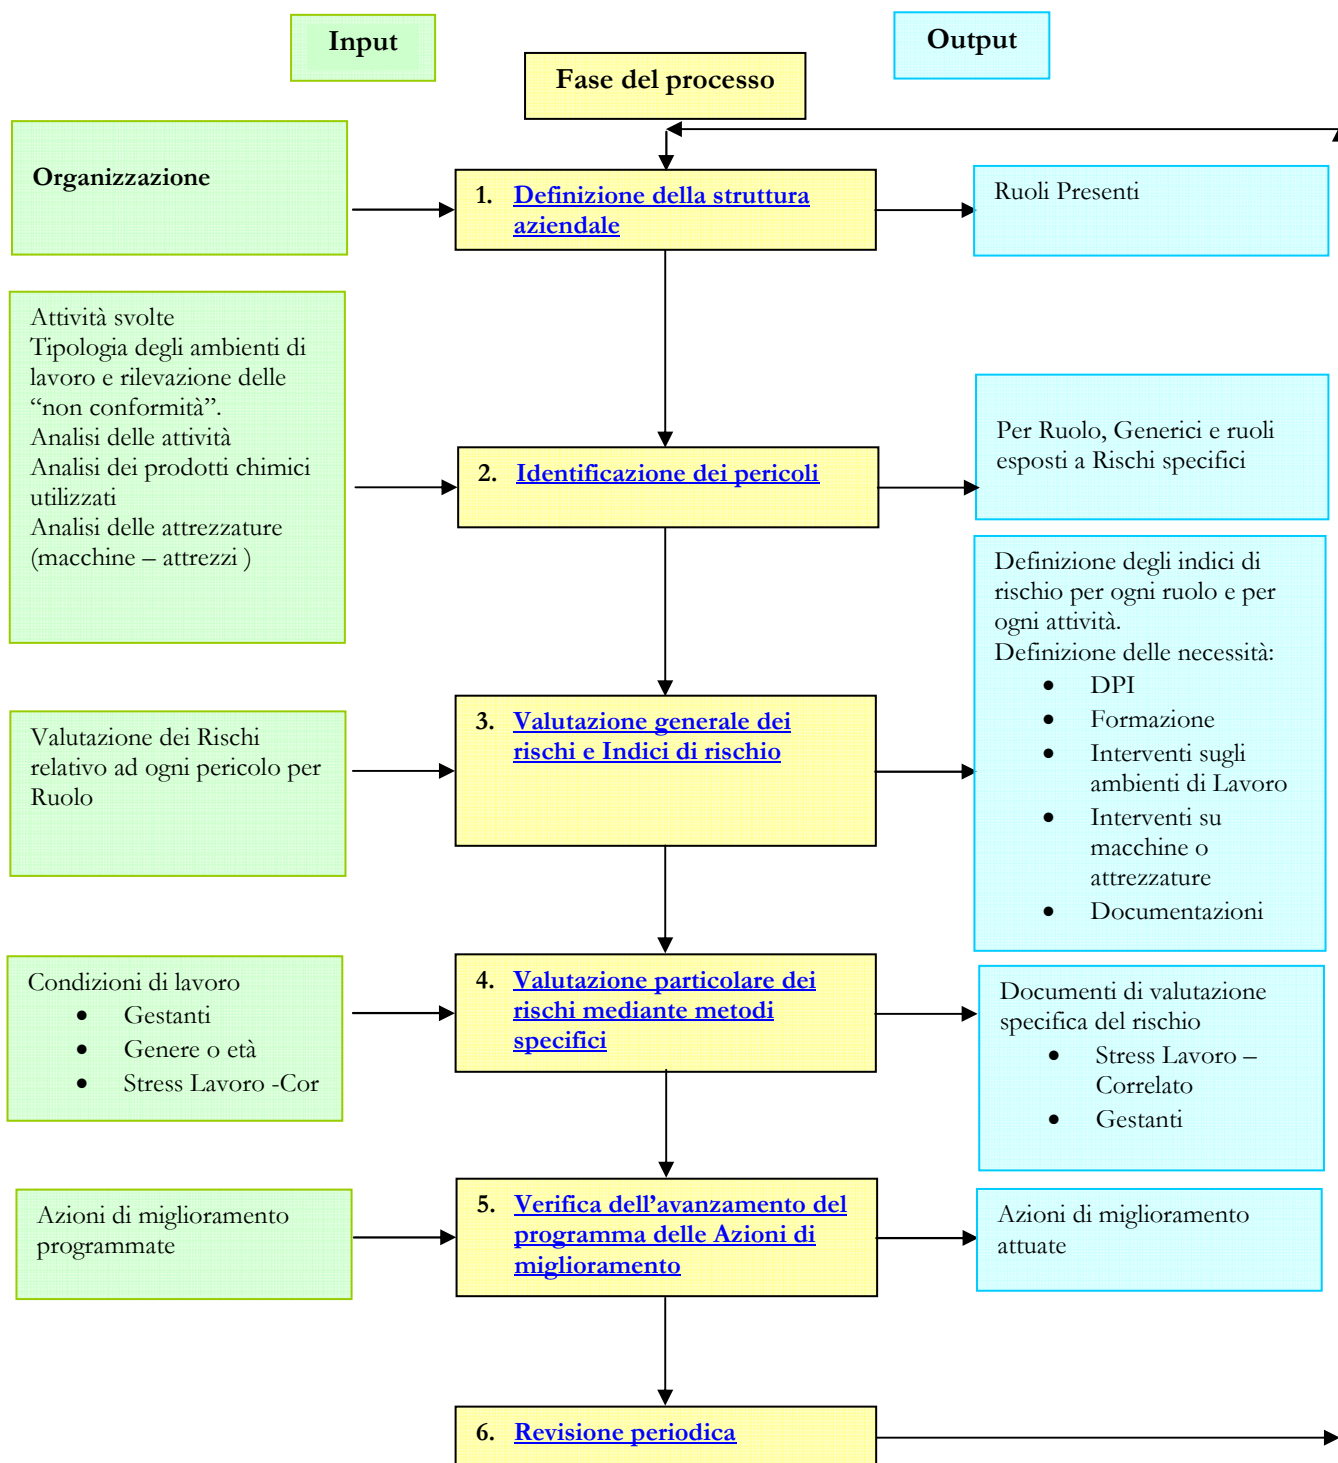 Input
Output
Fase del processo
Organizzazione
1. Definizione della struttura
aziendale
Ruoli Presenti
Attività svolte
Tipologia degli ambienti di
lavoro e rilevazione delle
“non conformità”.
Analisi delle attività
Analisi dei prodotti chimici
utilizzati
Analisi delle attrezzature
(macchine – attrezzi )
2. Identificazione dei pericoli
Per Ruolo, Generici e ruoli
esposti a Rischi specifici
Valutazione dei Rischi
relativo ad ogni pericolo per
Ruolo
3. Valutazione generale dei
rischi e Indici di rischio
Definizione degli indici di
rischio per ogni ruolo e per
ogni attività.
Definizione delle necessità:
• DPI
• Formazione
• Interventi sugli
ambienti di Lavoro
• Interventi su
macchine o
attrezzature
• Documentazioni
Condizioni di lavoro
• Gestanti
• Genere o età
• Stress Lavoro -Cor
4. Valutazione particolare dei
rischi mediante metodi
specifici
Documenti di valutazione
specifica del rischio
• Stress Lavoro –
Correlato
• Gestanti
Azioni di miglioramento
programmate
5. Verifica dell’avanzamento del
programma delle Azioni di
miglioramento
Azioni di miglioramento
attuate
6. Revisione periodica